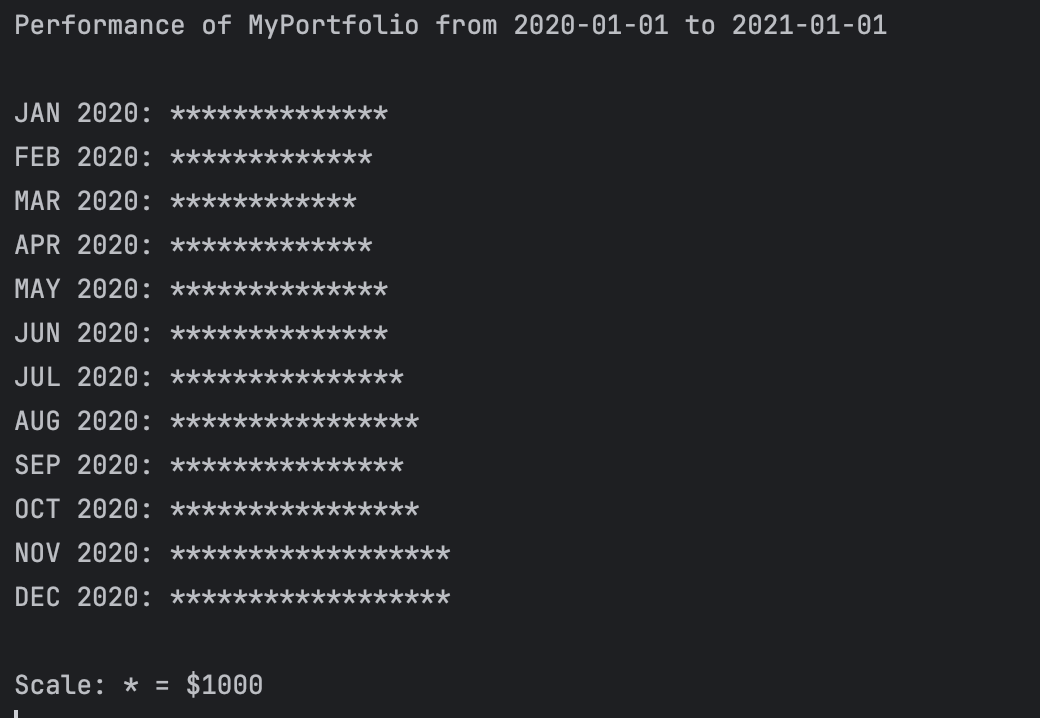 Performance of MyPortfolio from 2020-01-01 to 2021-01-01
JAN 2020: **************
FEB 2020: *************
MAR 2020: ************
APR 2020: *************
MAY 2020: **************
JUN 2020: **************
JUL 2020: ***************
AUG 2020: ****************
SEP 2020: ***************
OCT 2020: ****************
NOV 2020: ******************
DEC 2020: ******************
Scale: * = $1000